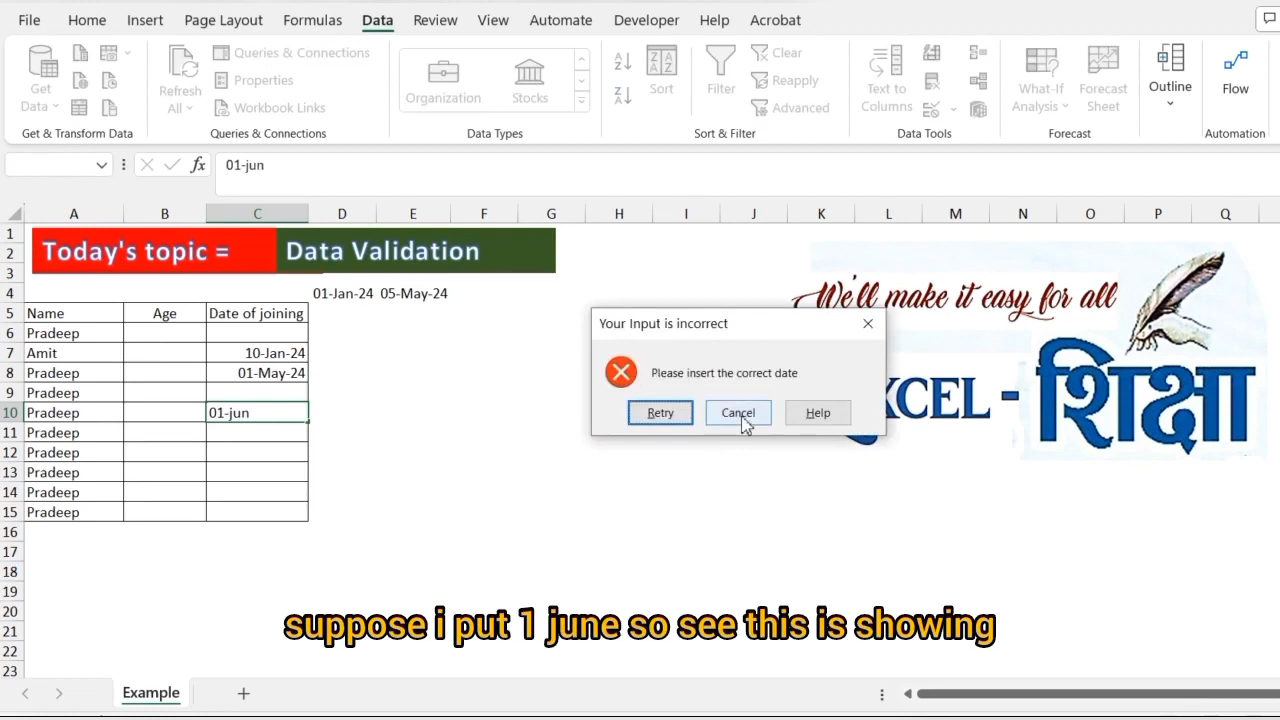 File Home Insert Page Layout Formulas Data Review View Automate Developer Help Acrobat
Queries & Connections Clear
Properties Reapply
Workbook Links Advanced
Get Data Refresh All Organization Stocks Sort Filter Text to Columns What-If Analysis Forecast Sheet Outline Flow
Get & Transform Data Queries & Connections Data Types Sort & Filter Data Tools Forecast Automation
fx 01-jun
A B C D E F G H I J K L M N O P Q
1
2 Today's topic = Data Validation
3
4 01-Jan-24 05-May-24
5 Name Age Date of joining
6 Pradeep
7 Amit 10-Jan-24
8 Pradeep 01-May-24
9 Pradeep
10 Pradeep 01-jun
11 Pradeep
12 Pradeep
13 Pradeep
14 Pradeep
15 Pradeep
16
17
18
19
20
21
22
23
We'll make it easy for all
XCEL - शिक्षा
Your Input is incorrect
Please insert the correct date
Retry Cancel Help
suppose i put 1 june so see this is showing
Example